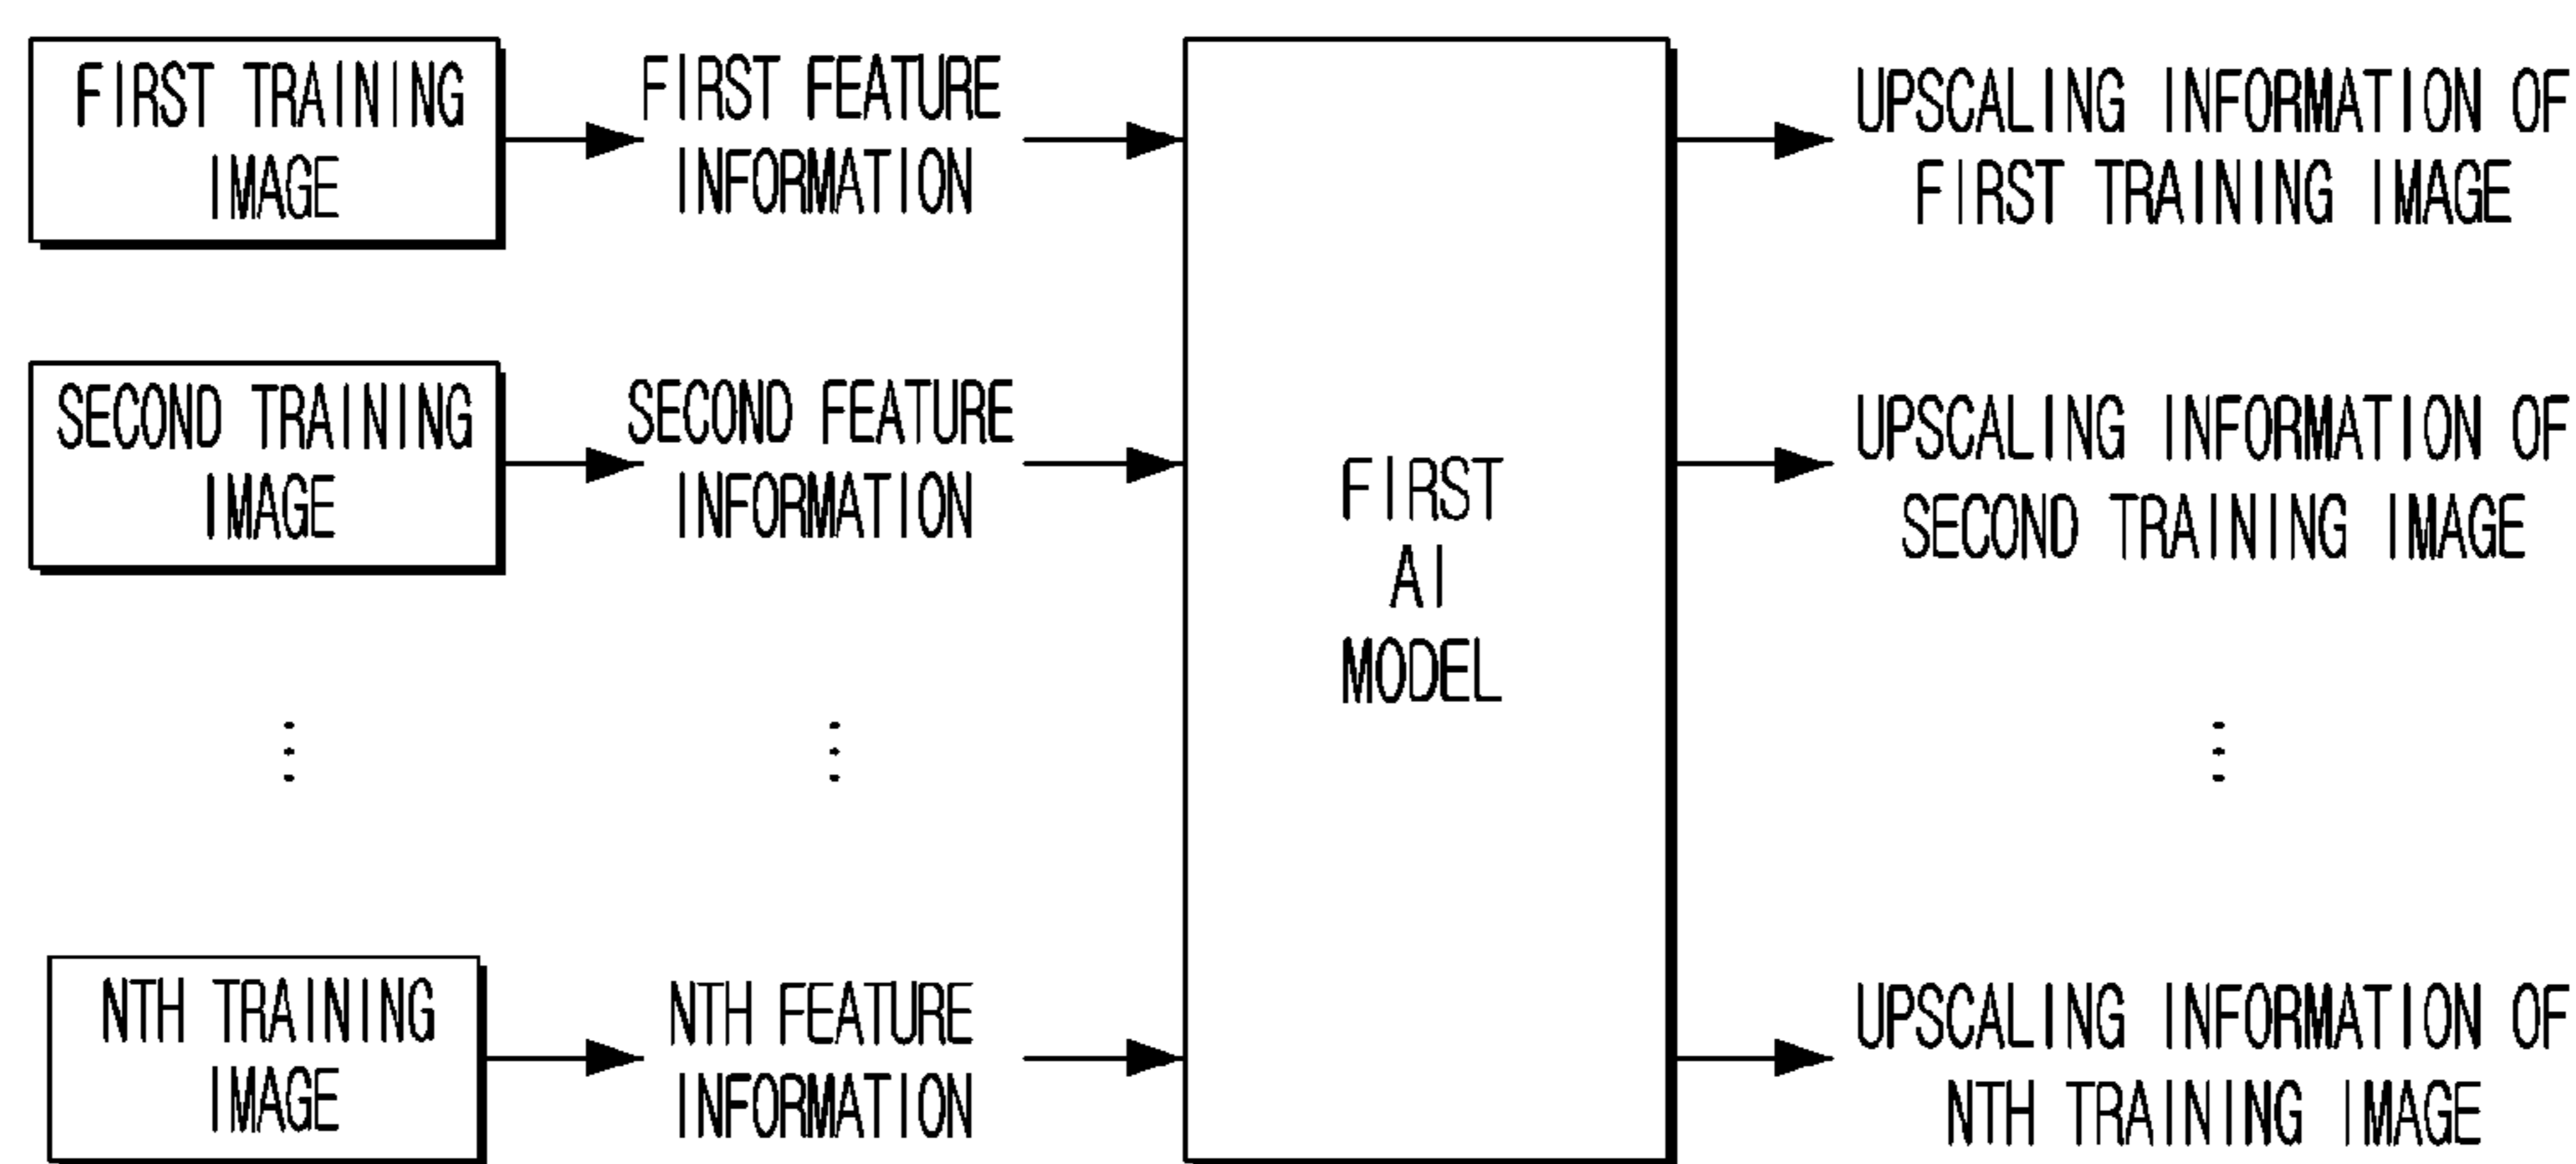 FIRST TRAINING
IMAGE
FIRST FEATURE
INFORMATION
UPSCALING INFORMATION OF
FIRST TRAINING IMAGE
SECOND TRAINING
IMAGE
SECOND FEATURE
INFORMATION
FIRST
AI
MODEL
UPSCALING INFORMATION OF
SECOND TRAINING IMAGE
NTH TRAINING
IMAGE
NTH FEATURE
INFORMATION
UPSCALING INFORMATION OF
NTH TRAINING IMAGE